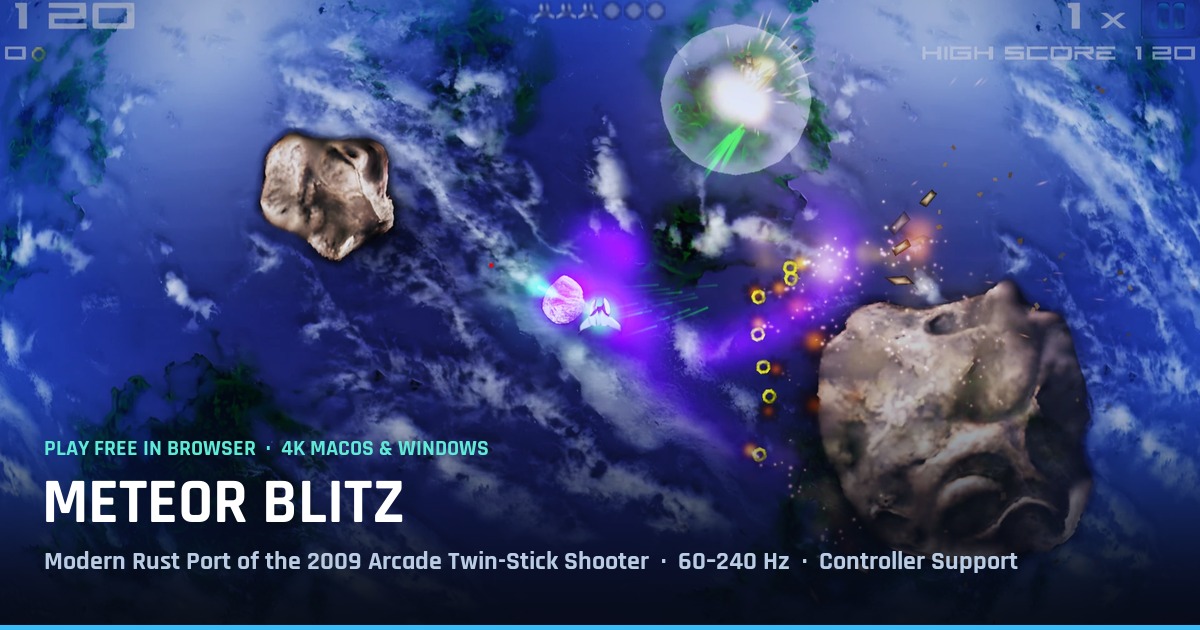 120
1x
0
HIGH SCORE 120
PLAY FREE IN BROWSER · 4K MACOS & WINDOWS
METEOR BLITZ
Modern Rust Port of the 2009 Arcade Twin-Stick Shooter · 60–240 Hz · Controller Support